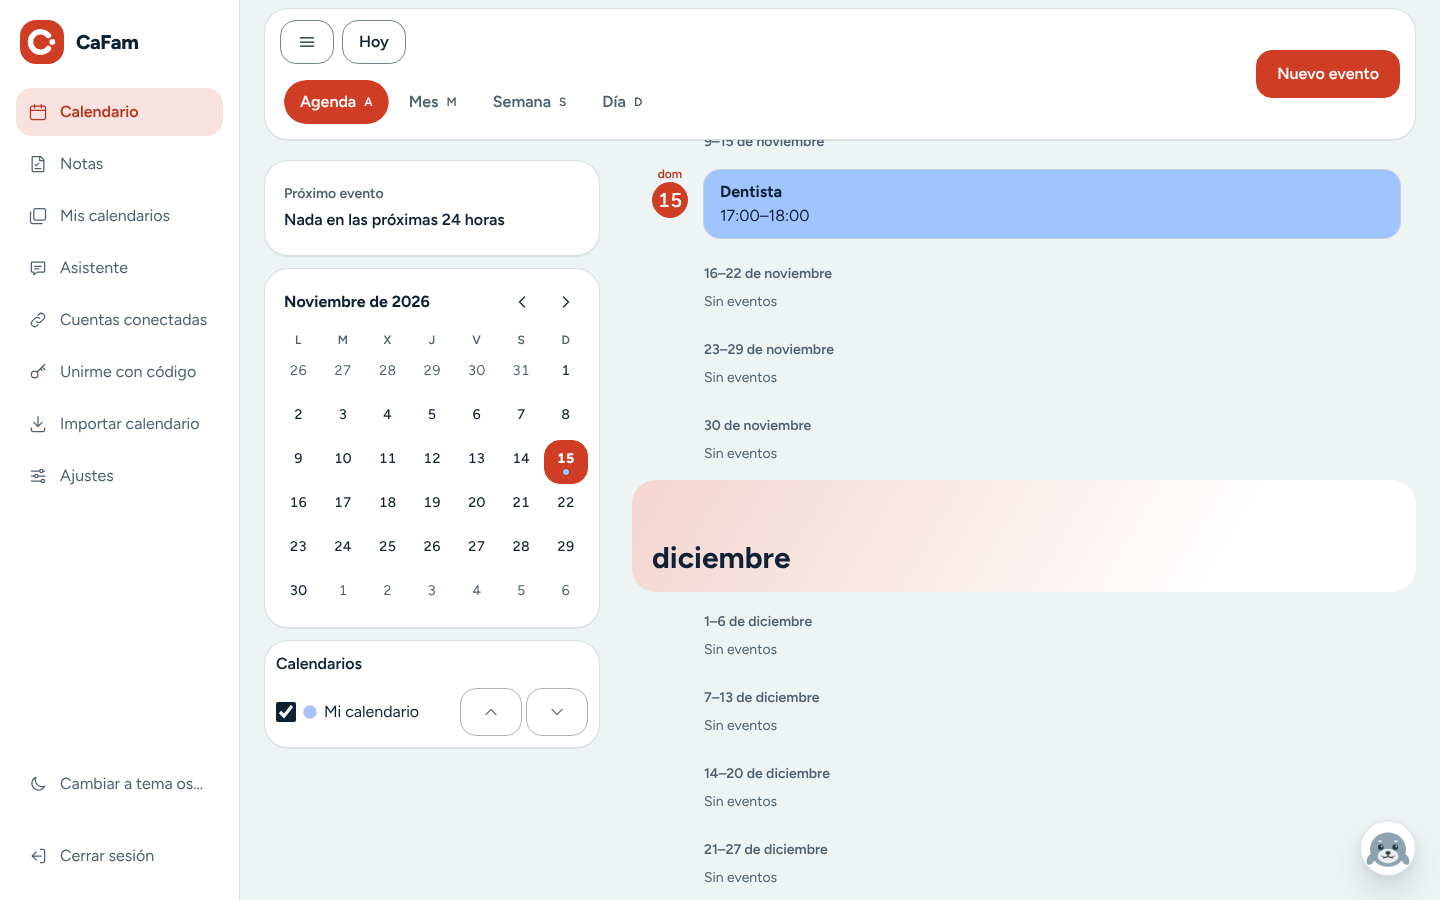 CaFam
Calendario
Notas
Mis calendarios
Asistente
Cuentas conectadas
Unirme con código
Importar calendario
Ajustes
Cambiar a tema os...
Cerrar sesión
Hoy
Agenda A
Mes M
Semana S
Día D
Nuevo evento
Próximo evento
Nada en las próximas 24 horas
Noviembre de 2026
L M X J V S D
26 27 28 29 30 31 1
2 3 4 5 6 7 8
9 10 11 12 13 14 15
16 17 18 19 20 21 22
23 24 25 26 27 28 29
30 1 2 3 4 5 6
Calendarios
Mi calendario
9–15 de noviembre
dom
15
Dentista
17:00–18:00
16–22 de noviembre
Sin eventos
23–29 de noviembre
Sin eventos
30 de noviembre
Sin eventos
diciembre
1–6 de diciembre
Sin eventos
7–13 de diciembre
Sin eventos
14–20 de diciembre
Sin eventos
21–27 de diciembre
Sin eventos